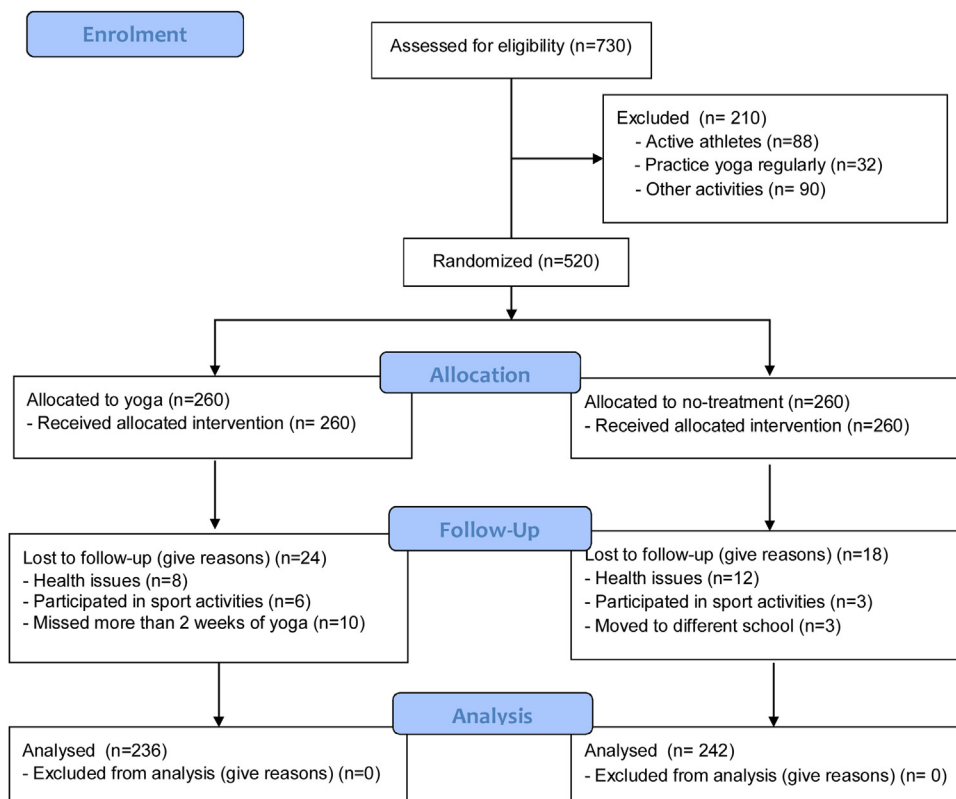 Enrolment
Assessed for eligibility (n=730)
Excluded (n= 210)
- Active athletes (n=88)
- Practice yoga regularly (n=32)
- Other activities (n= 90)
Randomized (n=520)
Allocation
Allocated to yoga (n=260)
- Received allocated intervention (n= 260)
Allocated to no-treatment (n=260)
- Received allocated intervention (n=260)
Follow-Up
Lost to follow-up (give reasons) (n=24)
- Health issues (n=8)
- Participated in sport activities (n=6)
- Missed more than 2 weeks of yoga (n=10)
Lost to follow-up (give reasons) (n=18)
- Health issues (n=12)
- Participated in sport activities (n=3)
- Moved to different school (n=3)
Analysis
Analysed (n=236)
- Excluded from analysis (give reasons) (n=0)
Analysed (n= 242)
- Excluded from analysis (give reasons) (n= 0)